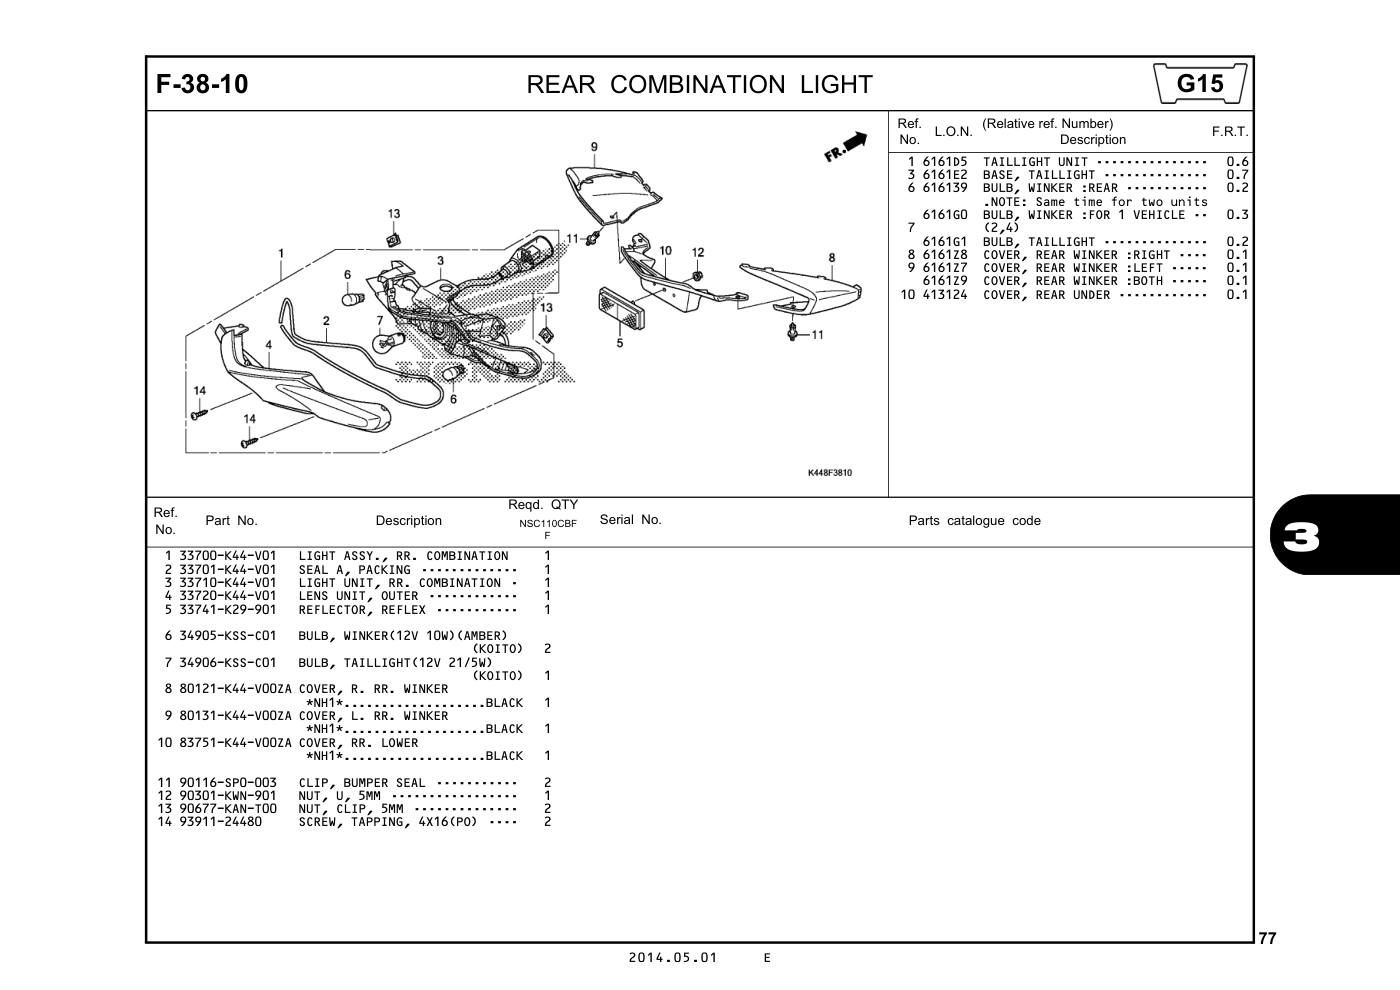 F-38-10
REAR COMBINATION LIGHT
G15
FR.
9
13
11
10
12
1
3
8
6
13
2
7
5
11
4
14
6
14
HONDA
K448F3810
Ref. No. L.O.N. (Relative ref. Number) Description F.R.T.
1 6161D5 TAILLIGHT UNIT --------------- 0.6
3 6161E2 BASE, TAILLIGHT -------------- 0.7
6 616139 BULB, WINKER :REAR ----------- 0.2
.NOTE: Same time for two units
6161G0 BULB, WINKER :FOR 1 VEHICLE -- 0.3
7 (2,4)
6161G1 BULB, TAILLIGHT -------------- 0.2
8 6161Z8 COVER, REAR WINKER :RIGHT ---- 0.1
9 6161Z7 COVER, REAR WINKER :LEFT ----- 0.1
6161Z9 COVER, REAR WINKER :BOTH ----- 0.1
10 413124 COVER, REAR UNDER ------------ 0.1
Ref. No. Part No. Description Reqd. QTY Serial No. Parts catalogue code
NSC110CBF
F
1 33700-K44-V01 LIGHT ASSY., RR. COMBINATION 1
2 33701-K44-V01 SEAL A, PACKING ------------- 1
3 33710-K44-V01 LIGHT UNIT, RR. COMBINATION - 1
4 33720-K44-V01 LENS UNIT, OUTER ------------ 1
5 33741-K29-901 REFLECTOR, REFLEX ----------- 1
6 34905-KSS-C01 BULB, WINKER(12V 10W)(AMBER)
(KOITO) 2
7 34906-KSS-C01 BULB, TAILLIGHT(12V 21/5W)
(KOITO) 1
8 80121-K44-V00ZA COVER, R. RR. WINKER
*NH1*...................BLACK 1
9 80131-K44-V00ZA COVER, L. RR. WINKER
*NH1*...................BLACK 1
10 83751-K44-V00ZA COVER, RR. LOWER
*NH1*...................BLACK 1
11 90116-SP0-003 CLIP, BUMPER SEAL ----------- 2
12 90301-KWN-901 NUT, U, 5MM ----------------- 1
13 90677-KAN-T00 NUT, CLIP, 5MM -------------- 2
14 93911-24480 SCREW, TAPPING, 4X16(PO) ---- 2
3
77
2014.05.01 E